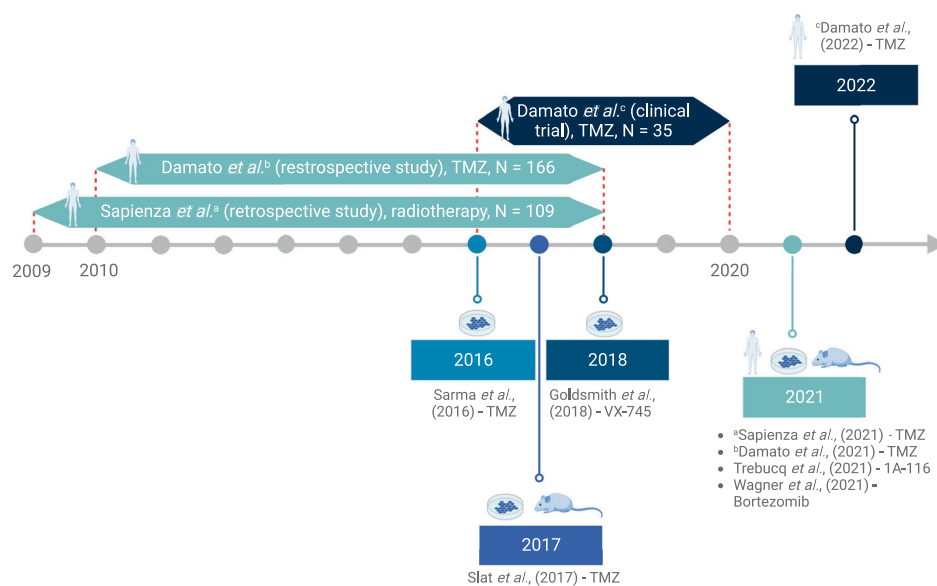 ᶜDamato et al.,
(2022) - TMZ
2022
Damato et al.ᶜ (clinical
trial), TMZ, N = 35
Damato et al.ᵇ (restrospective study), TMZ, N = 166
Sapienza et al.ᵃ (retrospective study), radiotherapy, N = 109
2009
2010
2020
2016
Sarma et al.,
(2016) - TMZ
2018
Goldsmith et al.,
(2018) - VX-745
2021
• ᵃSapienza et al., (2021) - TMZ
• ᵇDamato et al., (2021) - TMZ
• Trebucq et al., (2021) - 1A-116
• Wagner et al., (2021) -
Bortezomib
2017
Slat et al., (2017) - TMZ